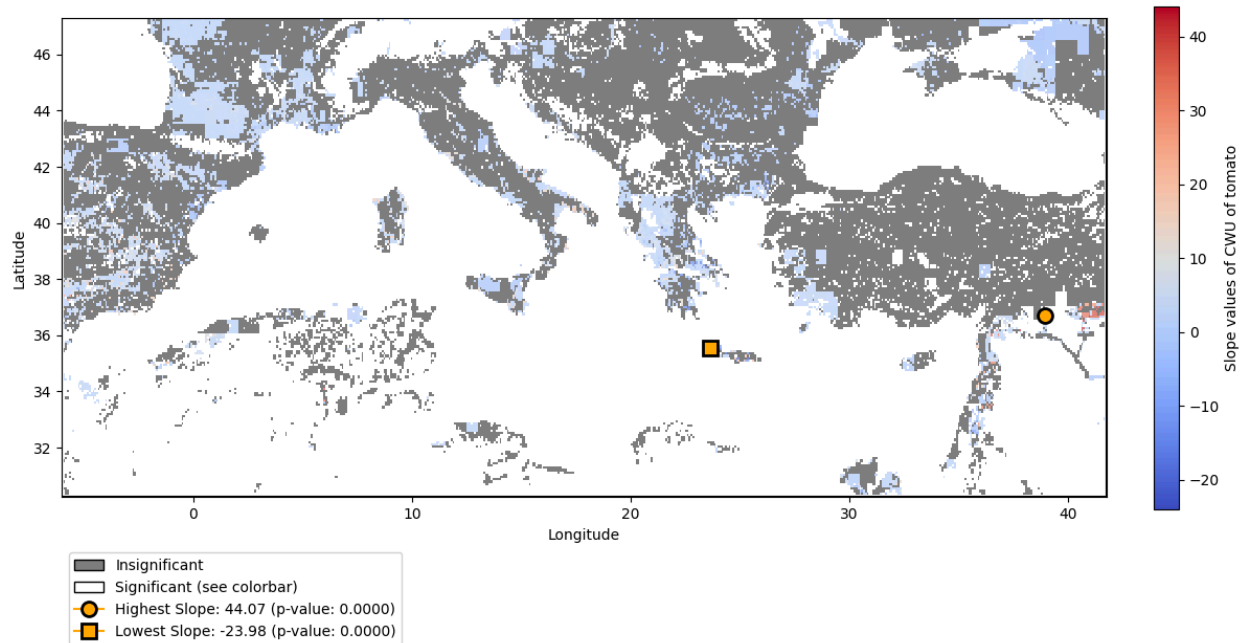 46
44
42
40
38
36
34
32
Latitude
0
10
20
30
40
Longitude
40
30
20
10
0
−10
−20
Slope values of CWU of tomato
Insignificant
Significant (see colorbar)
Highest Slope: 44.07 (p-value: 0.0000)
Lowest Slope: -23.98 (p-value: 0.0000)